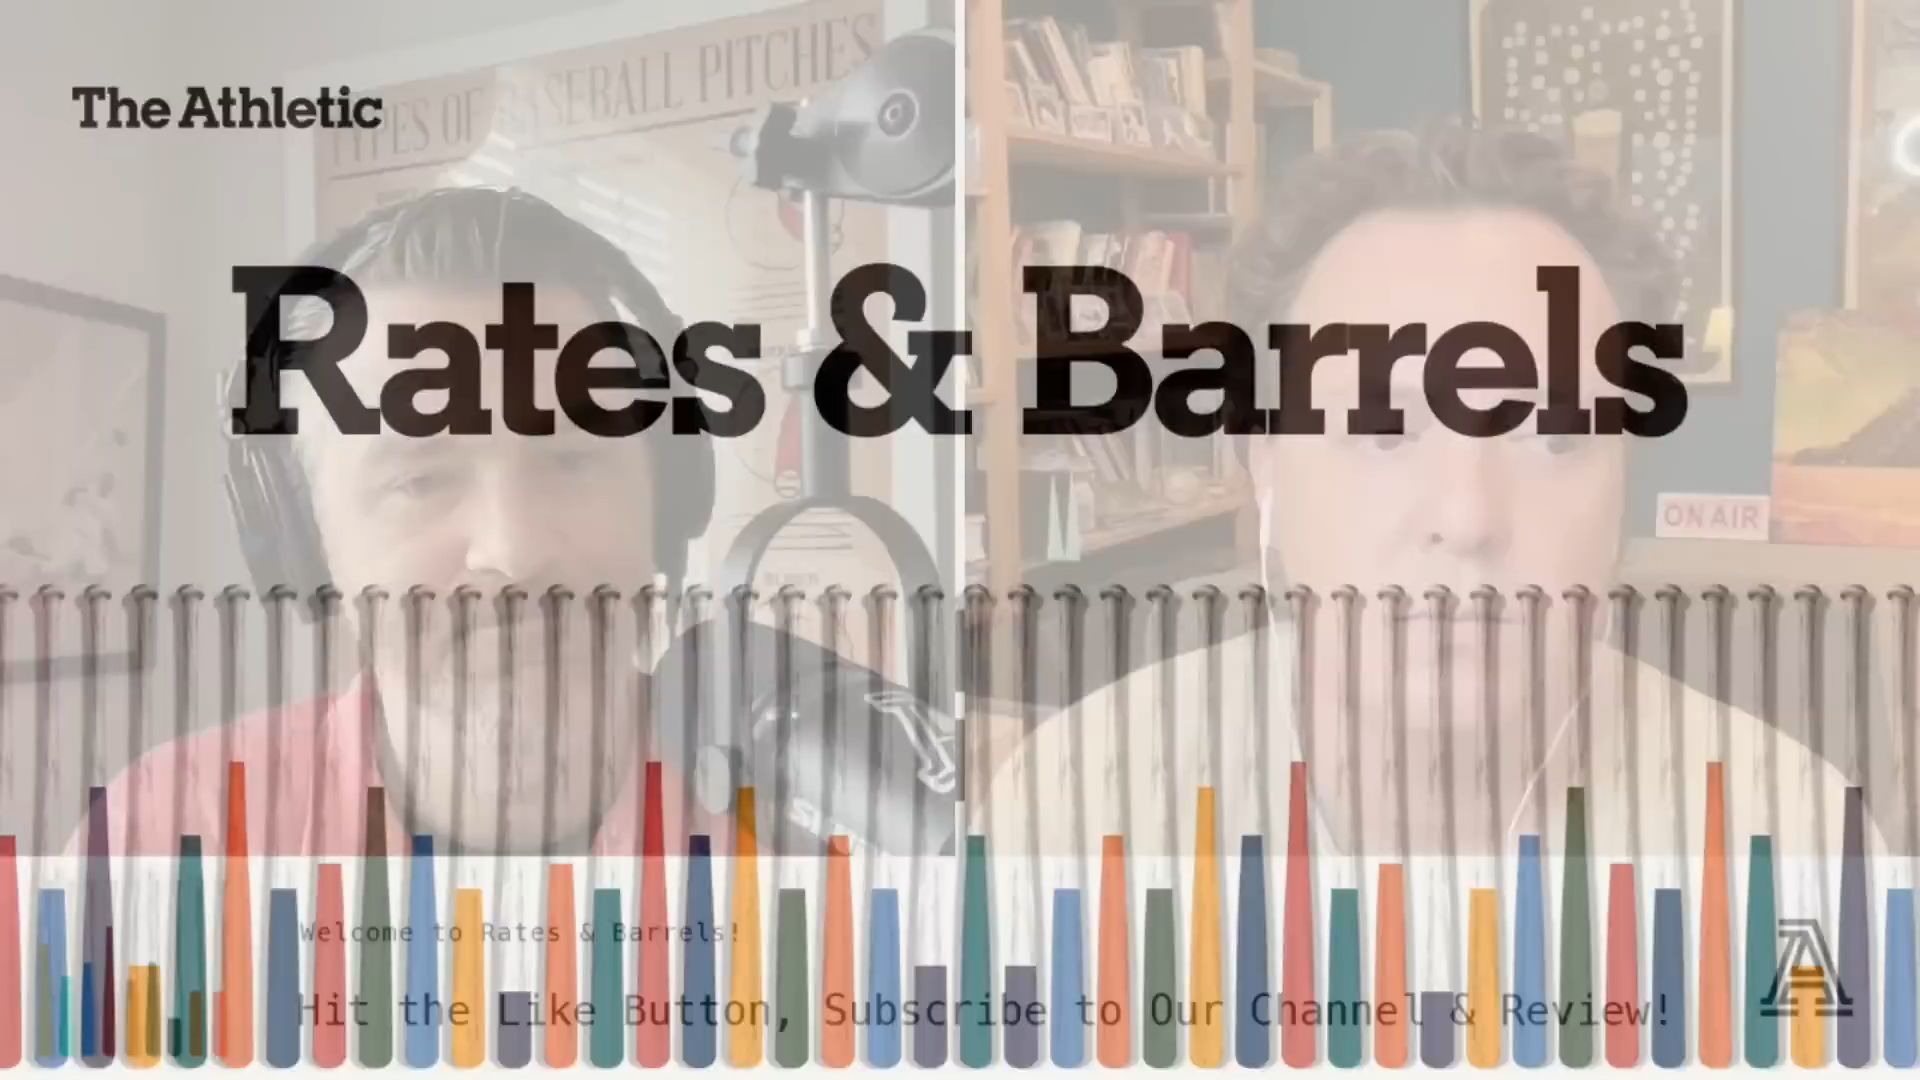 The Athletic
TYPES OF BASEBALL PITCHES
Rates & Barrels
ON AIR
Welcome to Rates & Barrels!
Hit the Like Button, Subscribe to Our Channel & Review!